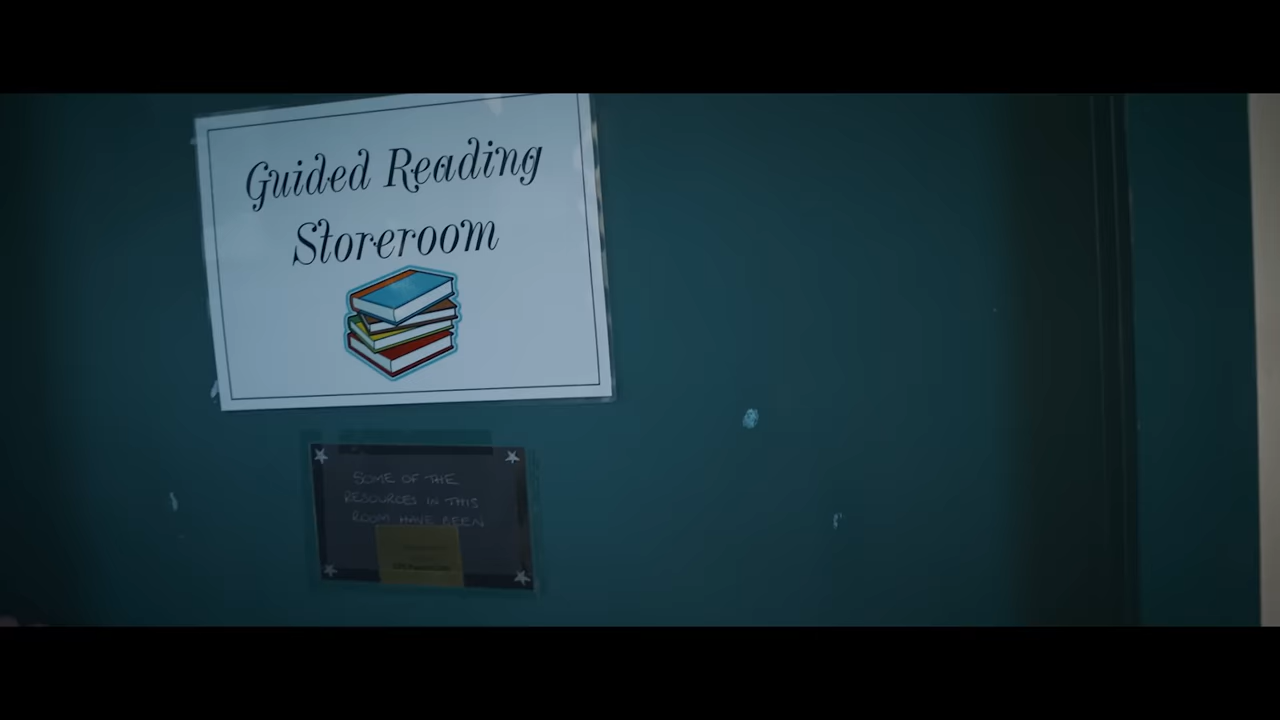 Guided Reading
Storeroom
SOME OF THE
RESOURCES IN THIS
ROOM HAVE BEEN